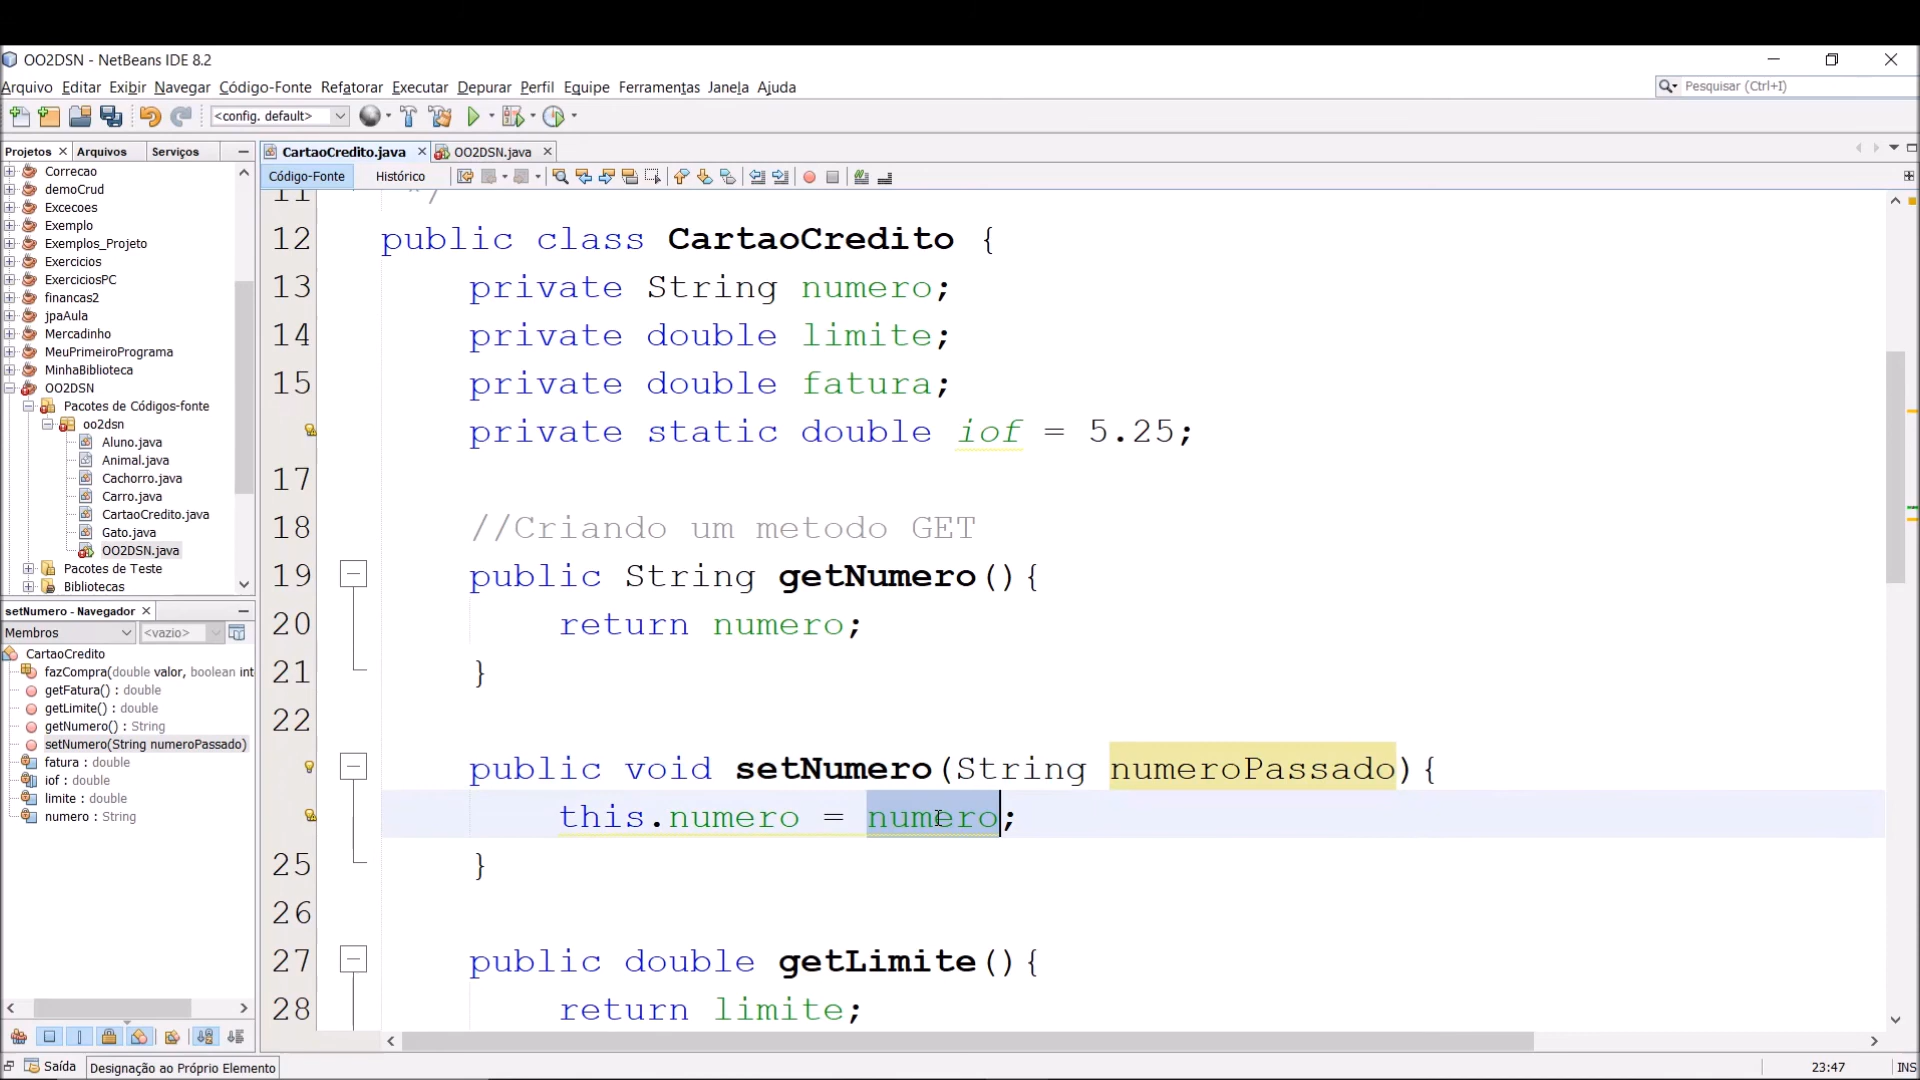 OO2DSN - NetBeans IDE 8.2
Arquivo Editar Exibir Navegar Código-Fonte Refatorar Executar Depurar Perfil Equipe Ferramentas Janela Ajuda
Pesquisar (Ctrl+I)
<config. default>
Projetos Arquivos Serviços
CartaoCredito.java OO2DSN.java
Código-Fonte Histórico
Correcao
demoCrud
Excecoes
Exemplo
Exemplos_Projeto
Exercicios
ExerciciosPC
financas2
jpaAula
Mercadinho
MeuPrimeiroPrograma
MinhaBiblioteca
OO2DSN
Pacotes de Códigos-fonte
oo2dsn
Aluno.java
Animal.java
Cachorro.java
Carro.java
CartaoCredito.java
Gato.java
OO2DSN.java
Pacotes de Teste
Bibliotecas
setNumero - Navegador
Membros <vazio>
CartaoCredito
fazCompra(double valor, boolean int
getFatura() : double
getLimite() : double
getNumero() : String
setNumero(String numeroPassado)
fatura : double
iof : double
limite : double
numero : String
11 */
12 public class CartaoCredito {
13 private String numero;
14 private double limite;
15 private double fatura;
private static double iof = 5.25;
17
18 //Criando um metodo GET
19 public String getNumero(){
20 return numero;
21 }
22
public void setNumero(String numeroPassado){
this.numero = numero;
25 }
26
27 public double getLimite(){
28 return limite;
Saída Designação ao Próprio Elemento
23:47 INS